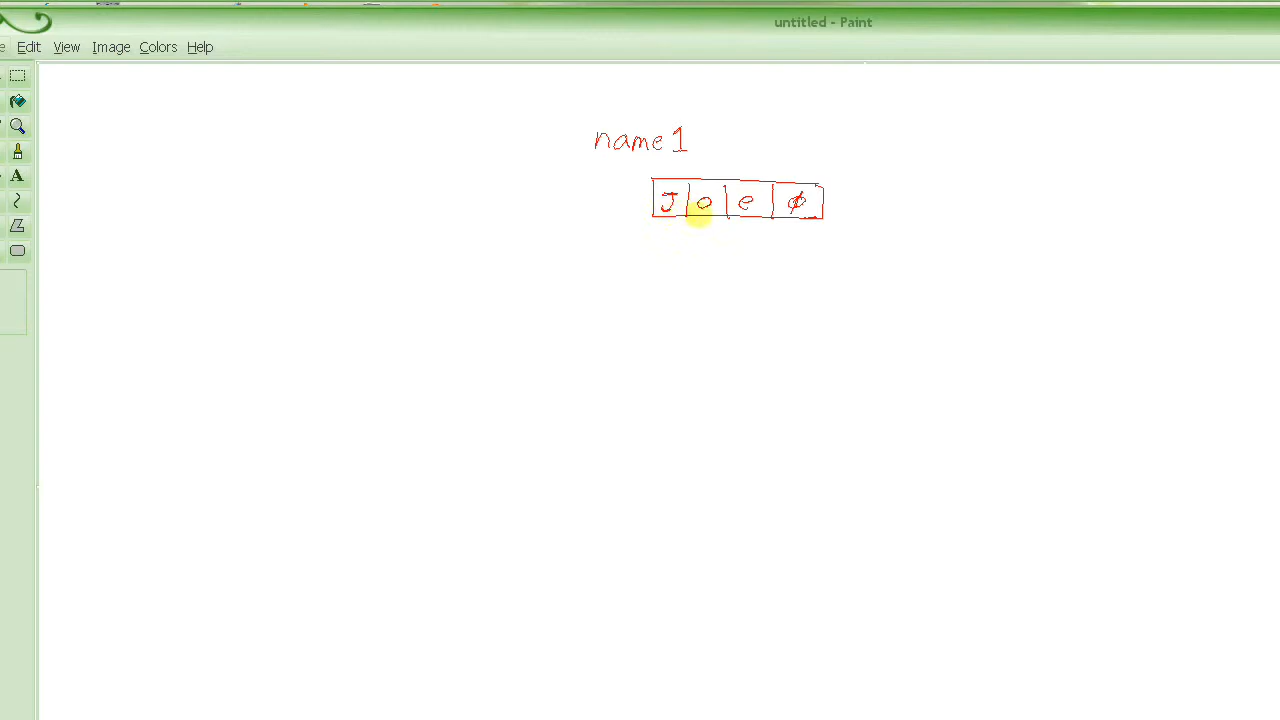 untitled - Paint
Edit View Image Colors Help
A
name1
J o e ϕ